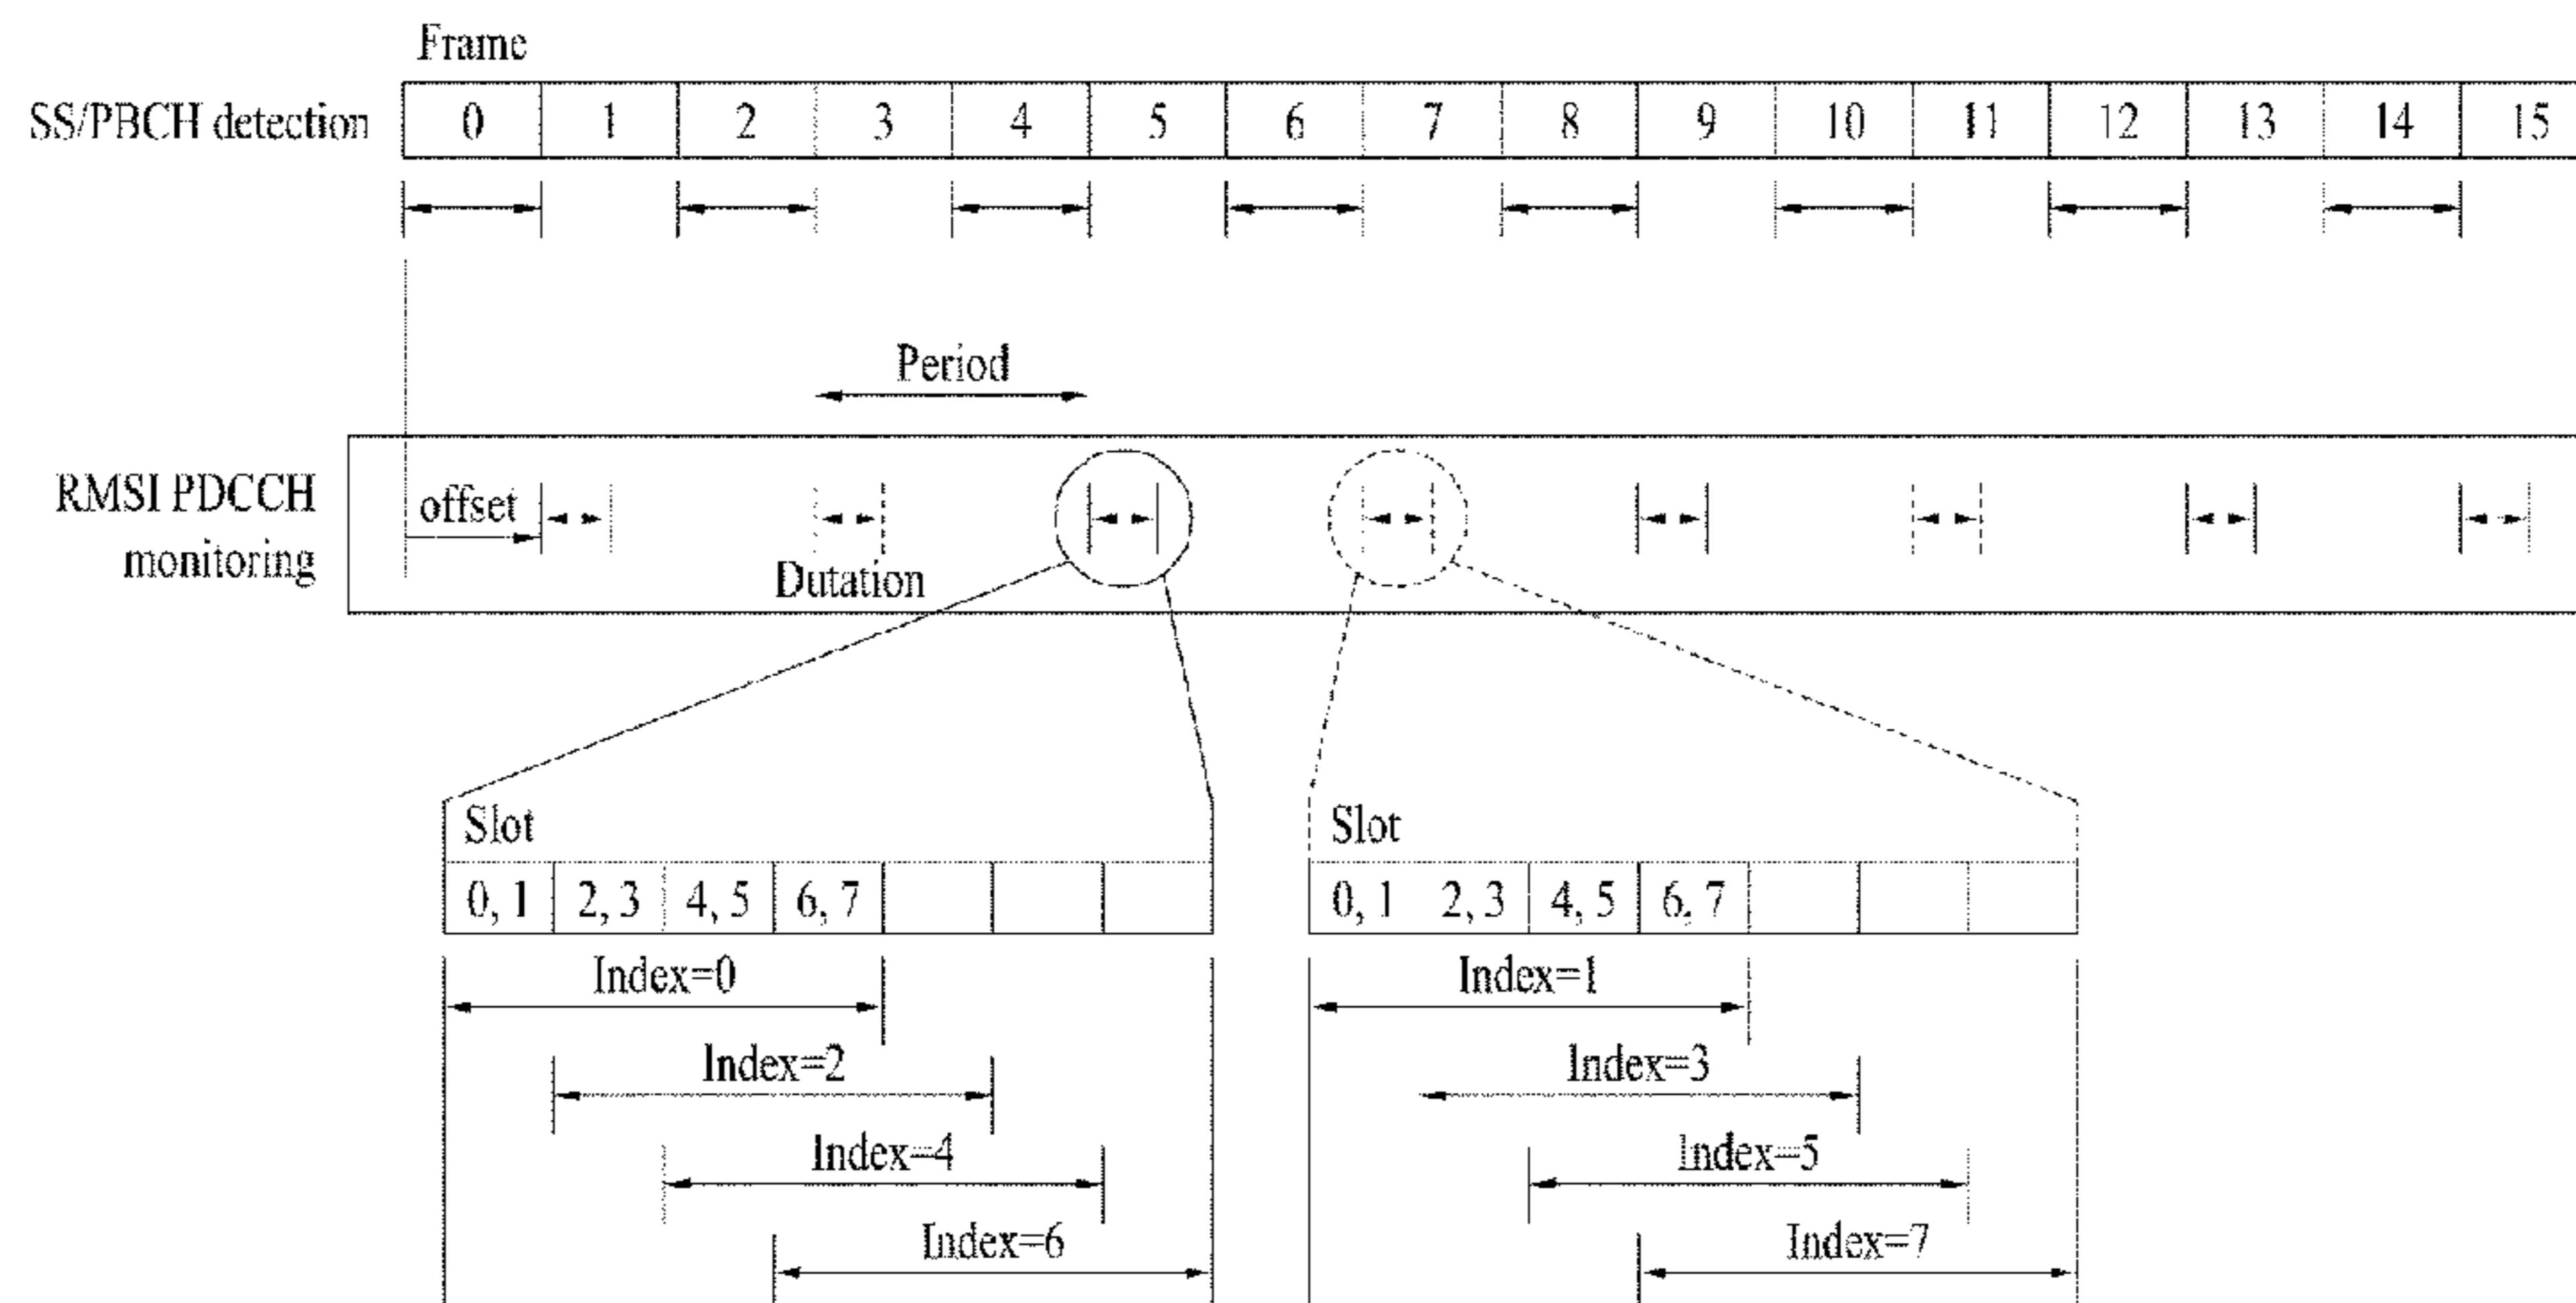 Frame
SS/PBCH detection 0 1 2 3 4 5 6 7 8 9 10 11 12 13 14 15
Period
RMSI PDCCH
monitoring
offset
Dutation
Slot
0, 1 2, 3 4, 5 6, 7
Index=0
Index=2
Index=4
Index=6
Slot
0, 1 2, 3 4, 5 6, 7
Index=1
Index=3
Index=5
Index=7